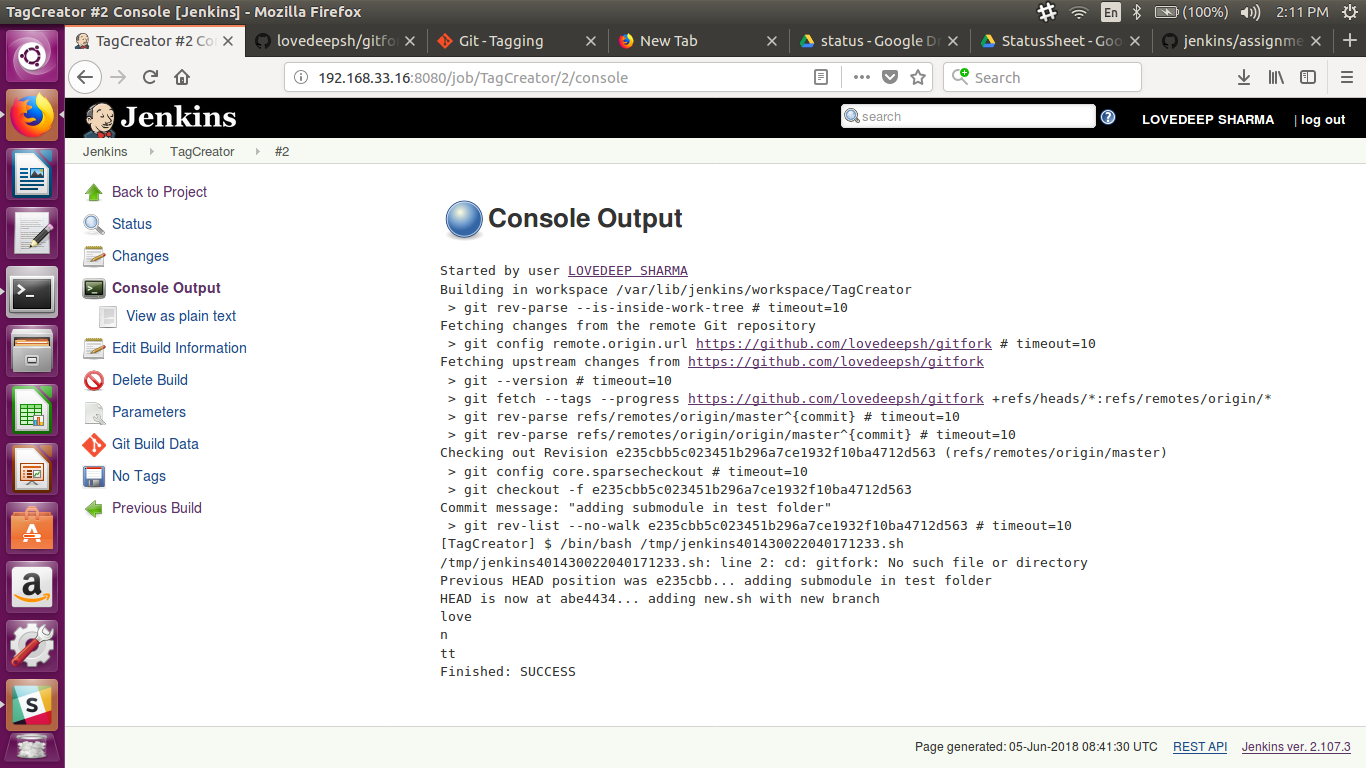 TagCreator #2 Console [Jenkins] - Mozilla Firefox
En
(100%)
2:11 PM
TagCreator #2 Co
lovedeepsh/gitfo
Git - Tagging
New Tab
status - Google Dr
StatusSheet - Goo
jenkins/assignme
192.168.33.16:8080/job/TagCreator/2/console
Search
Jenkins
search
LOVEDEEP SHARMA
| log out
Jenkins
TagCreator
#2
Back to Project
Status
Changes
Console Output
View as plain text
Edit Build Information
Delete Build
Parameters
Git Build Data
No Tags
Previous Build
Console Output
Started by user LOVEDEEP SHARMA
Building in workspace /var/lib/jenkins/workspace/TagCreator
> git rev-parse --is-inside-work-tree # timeout=10
Fetching changes from the remote Git repository
> git config remote.origin.url https://github.com/lovedeepsh/gitfork # timeout=10
Fetching upstream changes from https://github.com/lovedeepsh/gitfork
> git --version # timeout=10
> git fetch --tags --progress https://github.com/lovedeepsh/gitfork +refs/heads/*:refs/remotes/origin/*
> git rev-parse refs/remotes/origin/master^{commit} # timeout=10
> git rev-parse refs/remotes/origin/origin/master^{commit} # timeout=10
Checking out Revision e235cbb5c023451b296a7ce1932f10ba4712d563 (refs/remotes/origin/master)
> git config core.sparsecheckout # timeout=10
> git checkout -f e235cbb5c023451b296a7ce1932f10ba4712d563
Commit message: "adding submodule in test folder"
> git rev-list --no-walk e235cbb5c023451b296a7ce1932f10ba4712d563 # timeout=10
[TagCreator] $ /bin/bash /tmp/jenkins401430022040171233.sh
/tmp/jenkins401430022040171233.sh: line 2: cd: gitfork: No such file or directory
Previous HEAD position was e235cbb... adding submodule in test folder
HEAD is now at abe4434... adding new.sh with new branch
love
n
tt
Finished: SUCCESS
Page generated: 05-Jun-2018 08:41:30 UTC
REST API
Jenkins ver. 2.107.3